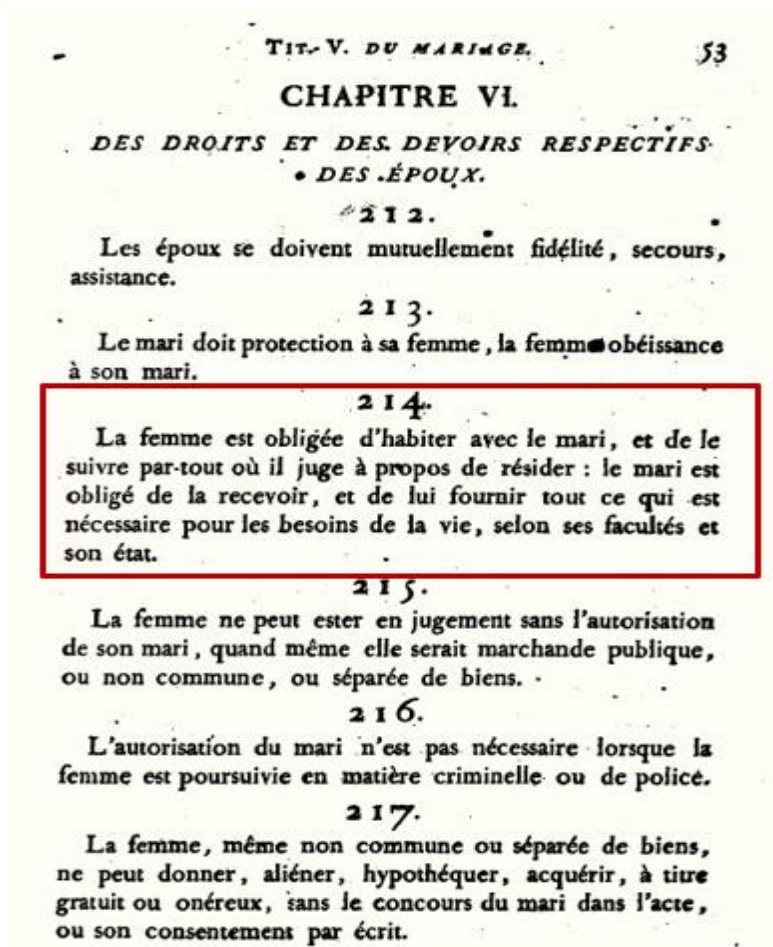 TIT. V. DU MARIAGE. 53
CHAPITRE VI.
DES DROITS ET DES DEVOIRS RESPECTIFS
DES ÉPOUX.
212.
Les époux se doivent mutuellement fidélité, secours,
assistance.
213.
Le mari doit protection à sa femme, la femme obéissance
à son mari.
214.
La femme est obligée d'habiter avec le mari, et de le
suivre par-tout où il juge à propos de résider : le mari est
obligé de la recevoir, et de lui fournir tout ce qui est
nécessaire pour les besoins de la vie, selon ses facultés et
son état.
215.
La femme ne peut ester en jugement sans l'autorisation
de son mari, quand même elle serait marchande publique,
ou non commune, ou séparée de biens.
216.
L'autorisation du mari n'est pas nécessaire lorsque la
femme est poursuivie en matière criminelle ou de police.
217.
La femme, même non commune ou séparée de biens,
ne peut donner, aliéner, hypothéquer, acquérir, à titre
gratuit ou onéreux, sans le concours du mari dans l'acte,
ou son consentement par écrit.